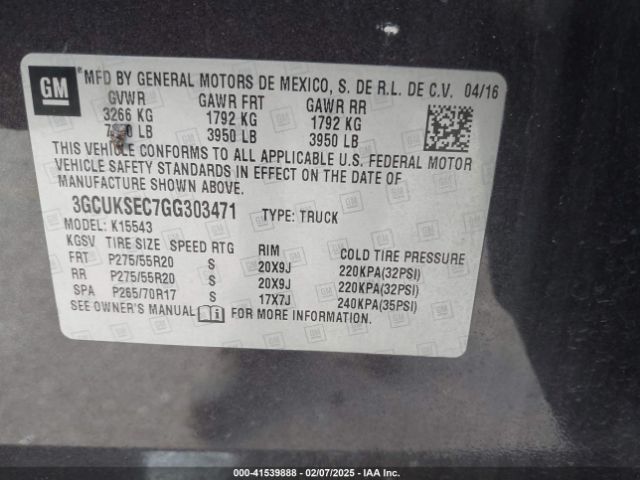 GM MFD BY GENERAL MOTORS DE MEXICO, S. DE R.L. DE C.V. 04/16
GVWR GAWR FRT GAWR RR
3266 KG 1792 KG 1792 KG
LB 3950 LB 3950 LB
THIS VEHICLE CONFORMS TO ALL APPLICABLE U.S. FEDERAL MOTOR
VEHICLE SAFETY STANDARDS IN EFFECT ON THE DATE OF
MANUFACTURE SHOWN ABOVE.
3GCUKSEC7GG303471 TYPE: TRUCK
MODEL: K15543
KGSV TIRE SIZE SPEED RTG RIM COLD TIRE PRESSURE
FRT P275/55R20 S 20X9J 220KPA(32PSI)
RR P275/55R20 S 20X9J 220KPA(32PSI)
SPA P265/70R17 S 17X7J 240KPA(35PSI)
SEE OWNER'S MANUAL FOR MORE INFORMATION.
000-41539888 - 02/07/2025 - IAA LLC